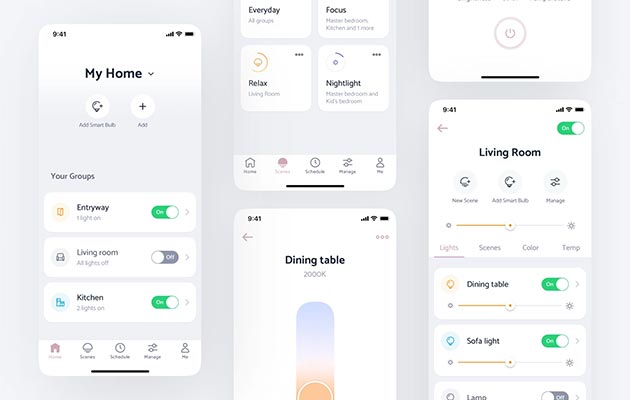 9:41
My Home
Add Smart Bulb
Add
Your Groups
Entryway
1 light on
On
Living room
All lights off
Off
Kitchen
2 lights on
On
Home
Scenes
Schedule
Manage
Me
Everyday
All groups
Focus
Master bedroom,
Kitchen and 1 more
Relax
Living Room
Nightlight
Master bedroom and
Kid's bedroom
Home
Scenes
Schedule
Manage
Me
9:41
Dining table
2000K
9:41
On
Living Room
New Scene
Add Smart Bulb
Manage
Lights
Scenes
Color
Temp
Dining table
On
Sofa light
On
Lamp
Off